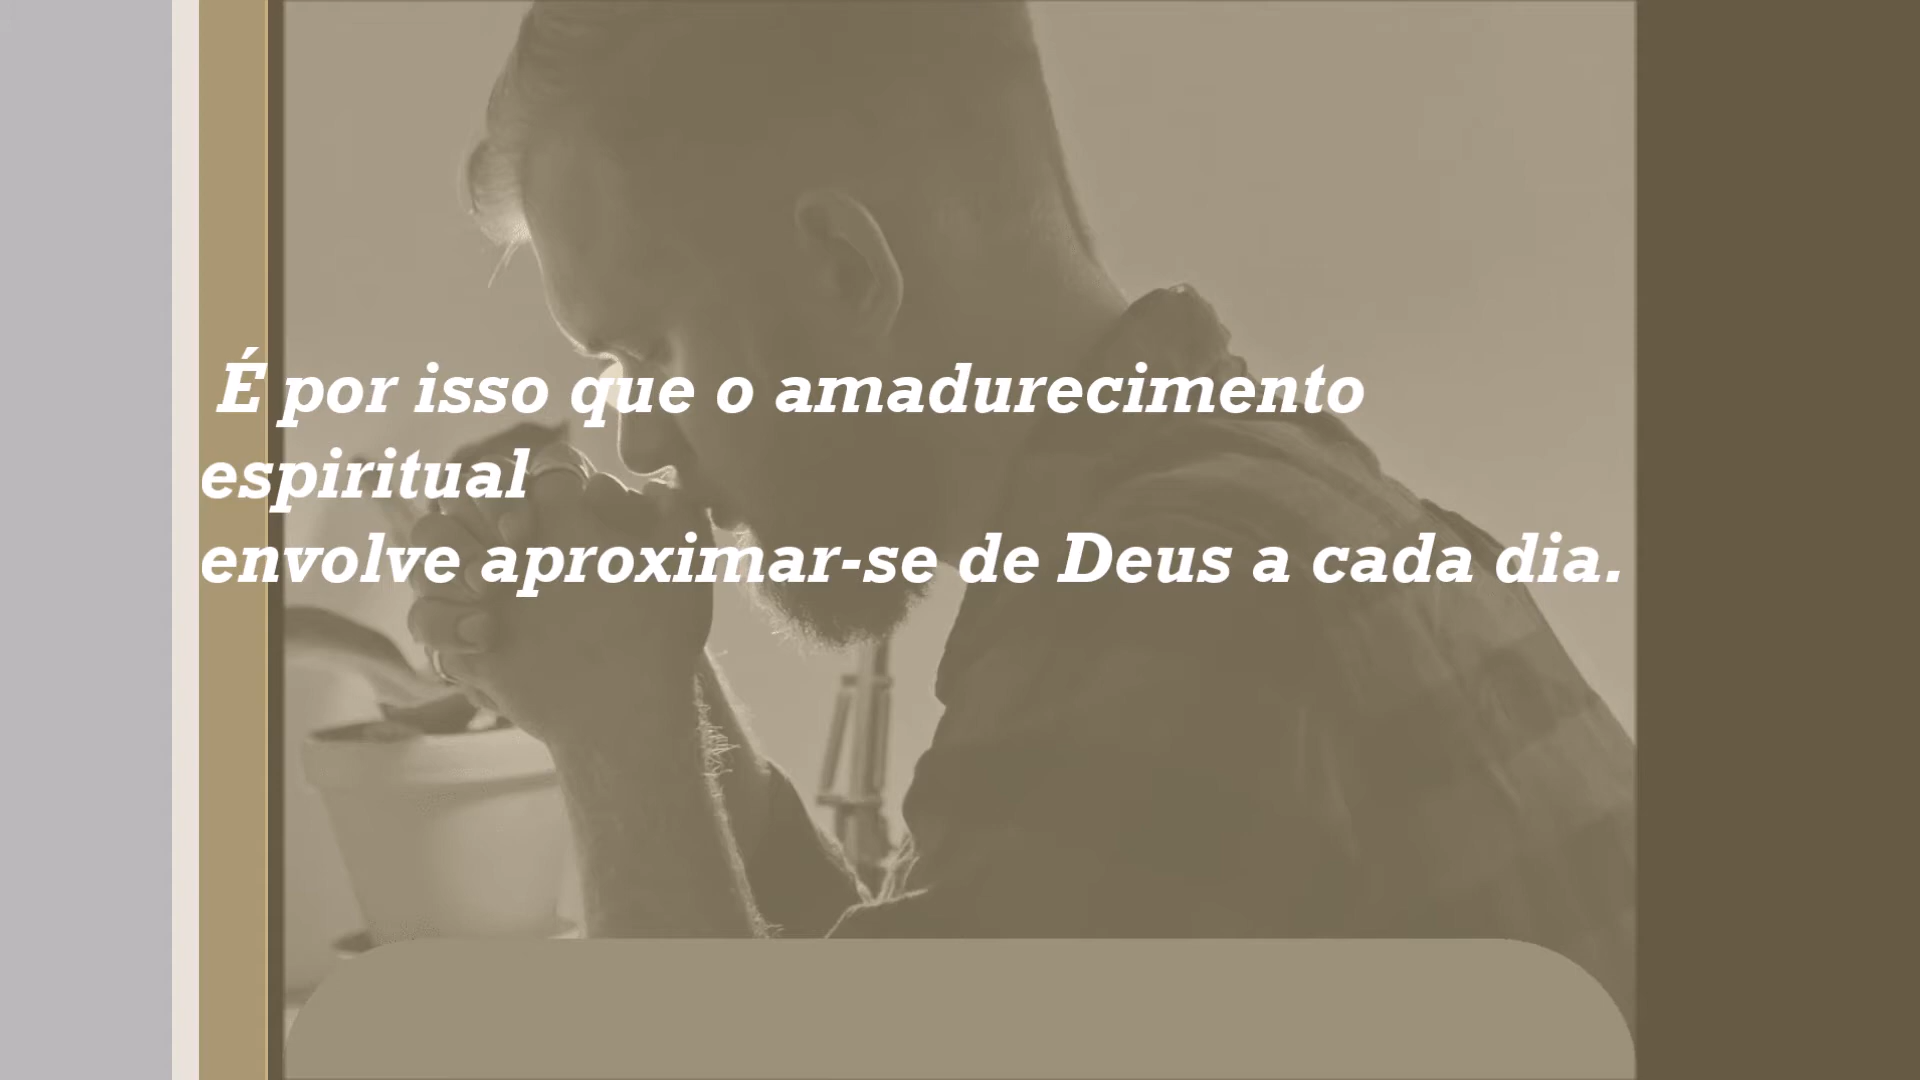 É por isso que o amadurecimento
espiritual
envolve aproximar-se de Deus a cada dia.